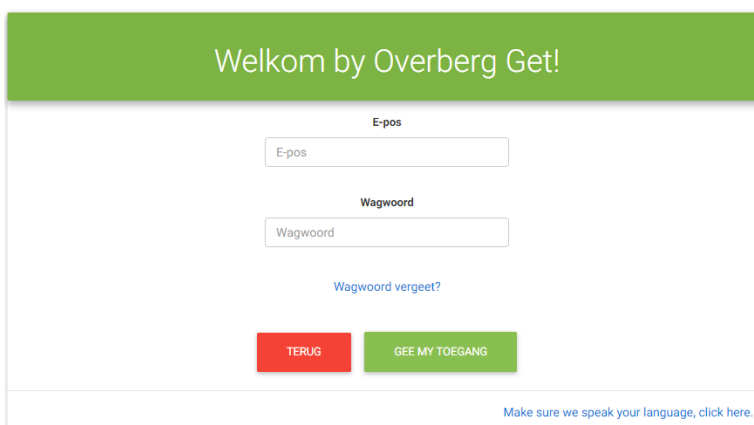 Welkom by Overberg Get!
E-pos
E-pos
Wagwoord
Wagwoord
Wagwoord vergeet?
TERUG GEE MY TOEGANG
Make sure we speak your language, click here.